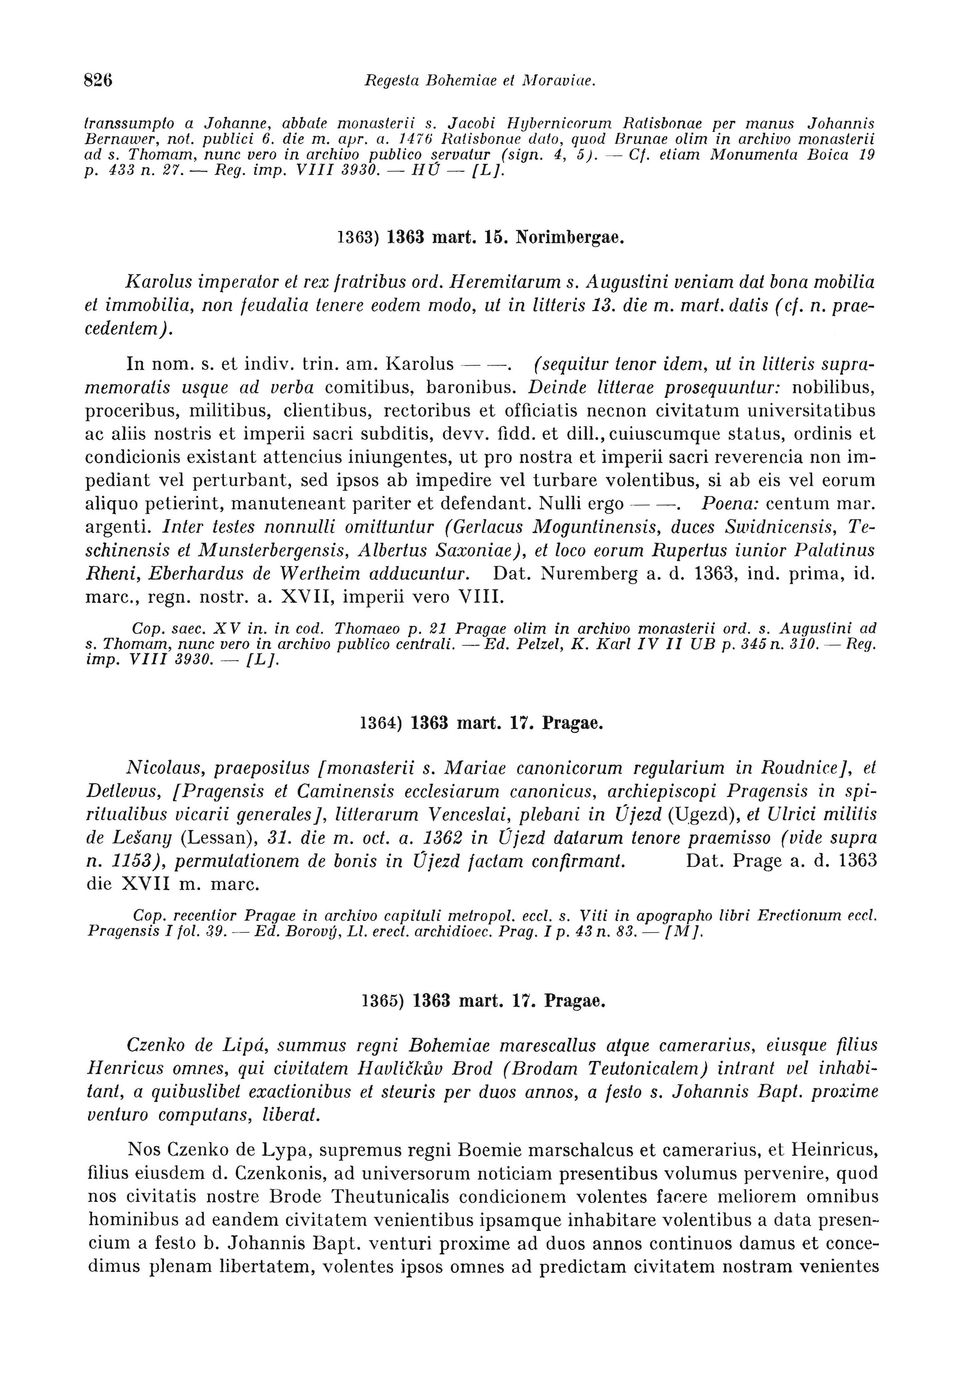 826 Regesta Bohemiae et Moraviae.
transsumpto a Johanne, abbate monasterii s. Jacobi Hybernicorum Ratisbonae per manus Johannis
Bernawer, not. publici 6. die m. apr. a. 1476 Ratisbonae dato, quod Brunae olim in archivo monasterii
ad s. Thomam, nunc vero in archivo publico servatur (sign. 4, 5). — Cf. etiam Monumenta Boica 19
p. 433 n. 27. — Reg. imp. VIII 3930. — HÚ — [L].
1363) 1363 mart. 15. Norimbergae.
Karolus imperator et rex fratribus ord. Heremitarum s. Augustini veniam dat bona mobilia
et immobilia, non feudalia tenere eodem modo, ut in litteris 13. die m. mart. datis (cf. n. prae-
cedentem).
In nom. s. et indiv. trin. am. Karolus — —. (sequitur tenor idem, ut in litteris supra-
memoratis usque ad verba comitibus, baronibus. Deinde litterae prosequuntur: nobilibus,
proceribus, militibus, clientibus, rectoribus et officiatis necnon civitatum universitatibus
ac aliis nostris et imperii sacri subditis, devv. fidd. et dill., cuiuscumque status, ordinis et
condicionis existant attencius iniungentes, ut pro nostra et imperii sacri reverencia non im-
pediant vel perturbant, sed ipsos ab impedire vel turbare volentibus, si ab eis vel eorum
aliquo petierint, manuteneant pariter et defendant. Nulli ergo — —. Poena: centum mar.
argenti. Inter testes nonnulli omittuntur (Gerlacus Moguntinensis, duces Swidnicensis, Te-
schinensis et Munsterbergensis, Albertus Saxoniae), et loco eorum Rupertus iunior Palatinus
Rheni, Eberhardus de Wertheim adducuntur. Dat. Nuremberg a. d. 1363, ind. prima, id.
marc., regn. nostr. a. XVII, imperii vero VIII.
Cop. saec. XV in. in cod. Thomaeo p. 21 Pragae olim in archivo monasterii ord. s. Augustini ad
s. Thomam, nunc vero in archivo publico centrali. — Ed. Pelzel, K. Karl IV II UB p. 345 n. 310. — Reg.
imp. VIII 3930. — [L].
1364) 1363 mart. 17. Pragae.
Nicolaus, praepositus [monasterii s. Mariae canonicorum regularium in Roudnice], et
Detlevus, [Pragensis et Caminensis ecclesiarum canonicus, archiepiscopi Pragensis in spi-
ritualibus vicarii generales], litterarum Venceslai, plebani in Újezd (Ugezd), et Ulrici militis
de Lešany (Lessan), 31. die m. oct. a. 1362 in Újezd datarum tenore praemisso (vide supra
n. 1153), permutationem de bonis in Újezd factam confirmant. Dat. Prage a. d. 1363
die XVII m. marc.
Cop. recentior Pragae in archivo capituli metropol. eccl. s. Viti in apographo libri Erectionum eccl.
Pragensis I fol. 39. — Ed. Borový, Ll. erect. archidioec. Prag. I p. 43 n. 83. — [M].
1365) 1363 mart. 17. Pragae.
Czenko de Lipá, summus regni Bohemiae marescallus atque camerarius, eiusque filius
Henricus omnes, qui civitatem Havlíčkův Brod (Brodam Teutonicalem) intrant vel inhabi-
tant, a quibuslibet exactionibus et steuris per duos annos, a festo s. Johannis Bapt. proxime
venturo computans, liberat.
Nos Czenko de Lypa, supremus regni Boemie marschalcus et camerarius, et Heinricus,
filius eiusdem d. Czenkonis, ad universorum noticiam presentibus volumus pervenire, quod
nos civitatis nostre Brode Theutunicalis condicionem volentes facere meliorem omnibus
hominibus ad eandem civitatem venientibus ipsamque inhabitare volentibus a data presen-
cium a festo b. Johannis Bapt. venturi proxime ad duos annos continuos damus et conce-
dimus plenam libertatem, volentes ipsos omnes ad predictam civitatem nostram venientes